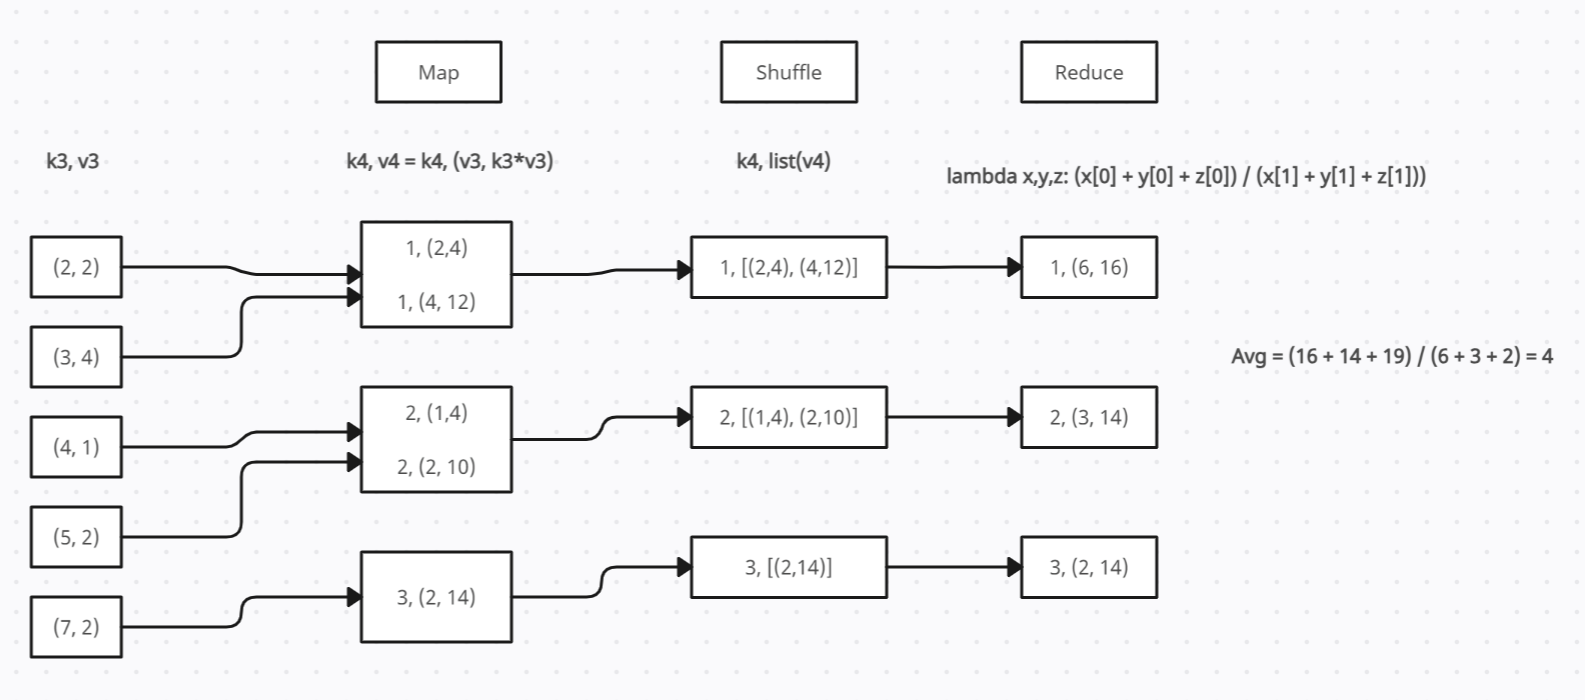 Map
Shuffle
Reduce
k3, v3
k4, v4 = k4, (v3, k3*v3)
k4, list(v4)
lambda x,y,z: (x[0] + y[0] + z[0]) / (x[1] + y[1] + z[1]))
(2, 2)
(3, 4)
(4, 1)
(5, 2)
(7, 2)
1, (2,4)
1, (4, 12)
2, (1,4)
2, (2, 10)
3, (2, 14)
1, [(2,4), (4,12)]
2, [(1,4), (2,10)]
3, [(2,14)]
1, (6, 16)
2, (3, 14)
3, (2, 14)
Avg = (16 + 14 + 19) / (6 + 3 + 2) = 4